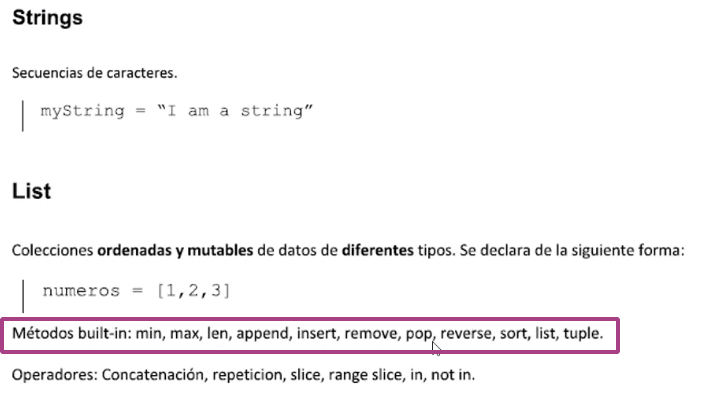 Strings
Secuencias de caracteres.
myString = “I am a string”
List
Colecciones ordenadas y mutables de datos de diferentes tipos. Se declara de la siguiente forma:
numeros = [1,2,3]
Métodos built-in: min, max, len, append, insert, remove, pop, reverse, sort, list, tuple.
Operadores: Concatenación, repeticion, slice, range slice, in, not in.